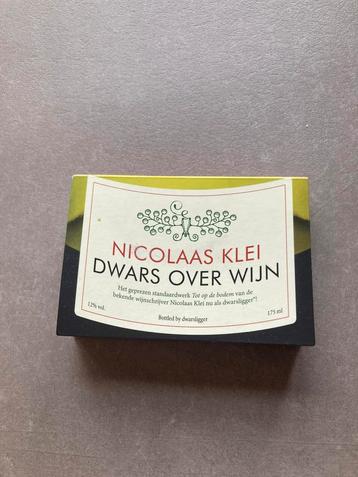 NICOLAAS KLEI
DWARS OVER WIJN
Het geprezen standaardwerk Tot op de bodem van de
bekende wijnschrijver Nicolaas Klei nu als dwarsligger®!
12% vol.
175 ml
Bottled by dwarsligger